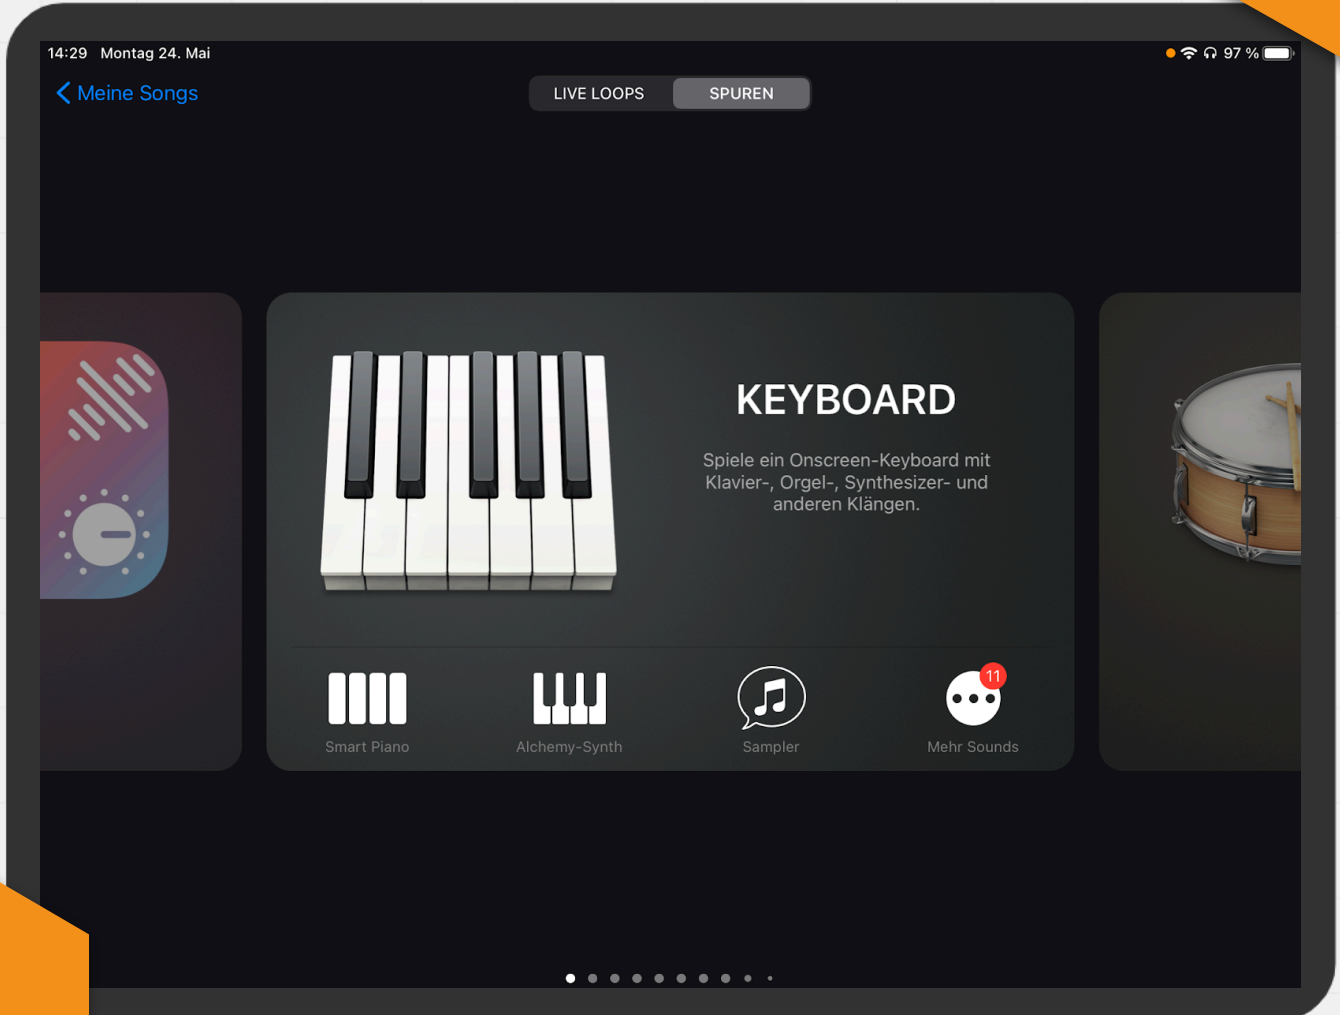 14:29 Montag 24. Mai
97 %
Meine Songs
LIVE LOOPS
SPUREN
KEYBOARD
Spiele ein Onscreen-Keyboard mit
Klavier-, Orgel-, Synthesizer- und
anderen Klängen.
11
Smart Piano
Alchemy-Synth
Sampler
Mehr Sounds